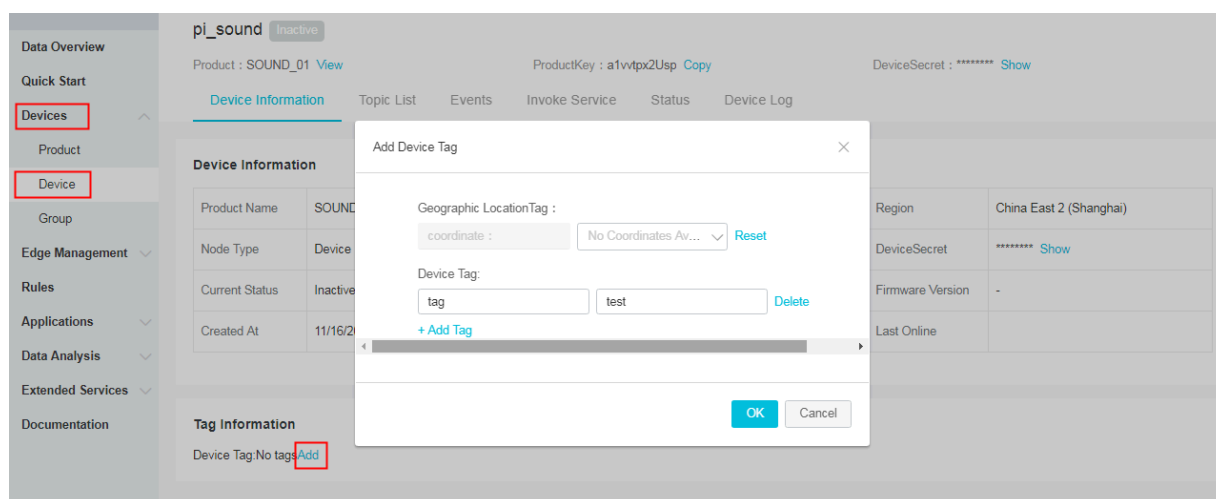 pi_sound Inactive
Data Overview
Product : SOUND_01 View ProductKey : a1vvtpx2Usp Copy DeviceSecret : ******** Show
Quick Start
Device Information Topic List Events Invoke Service Status Device Log
Devices
Product
Device
Group
Edge Management
Rules
Applications
Data Analysis
Extended Services
Documentation
Device Information
Product Name SOUND
Region China East 2 (Shanghai)
Node Type Device
DeviceSecret ******** Show
Current Status Inactive
Firmware Version -
Created At 11/16/20
Last Online
Add Device Tag
Geographic LocationTag :
coordinate : No Coordinates Av... Reset
Device Tag:
tag test Delete
+ Add Tag
OK Cancel
Tag Information
Device Tag:No tagsAdd